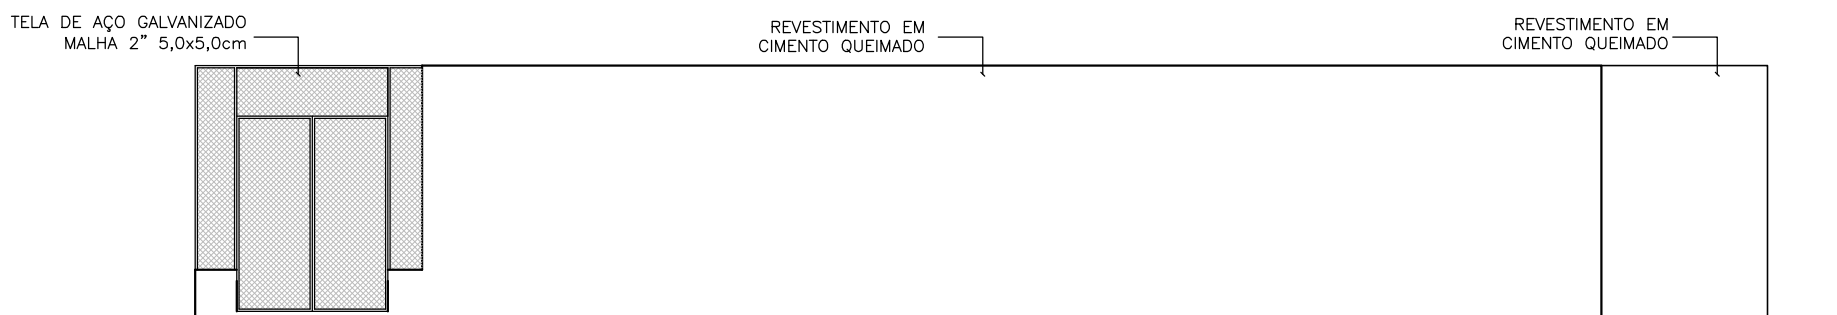 TELA DE AÇO GALVANIZADO
MALHA 2” 5,0x5,0cm
REVESTIMENTO EM
CIMENTO QUEIMADO
REVESTIMENTO EM
CIMENTO QUEIMADO